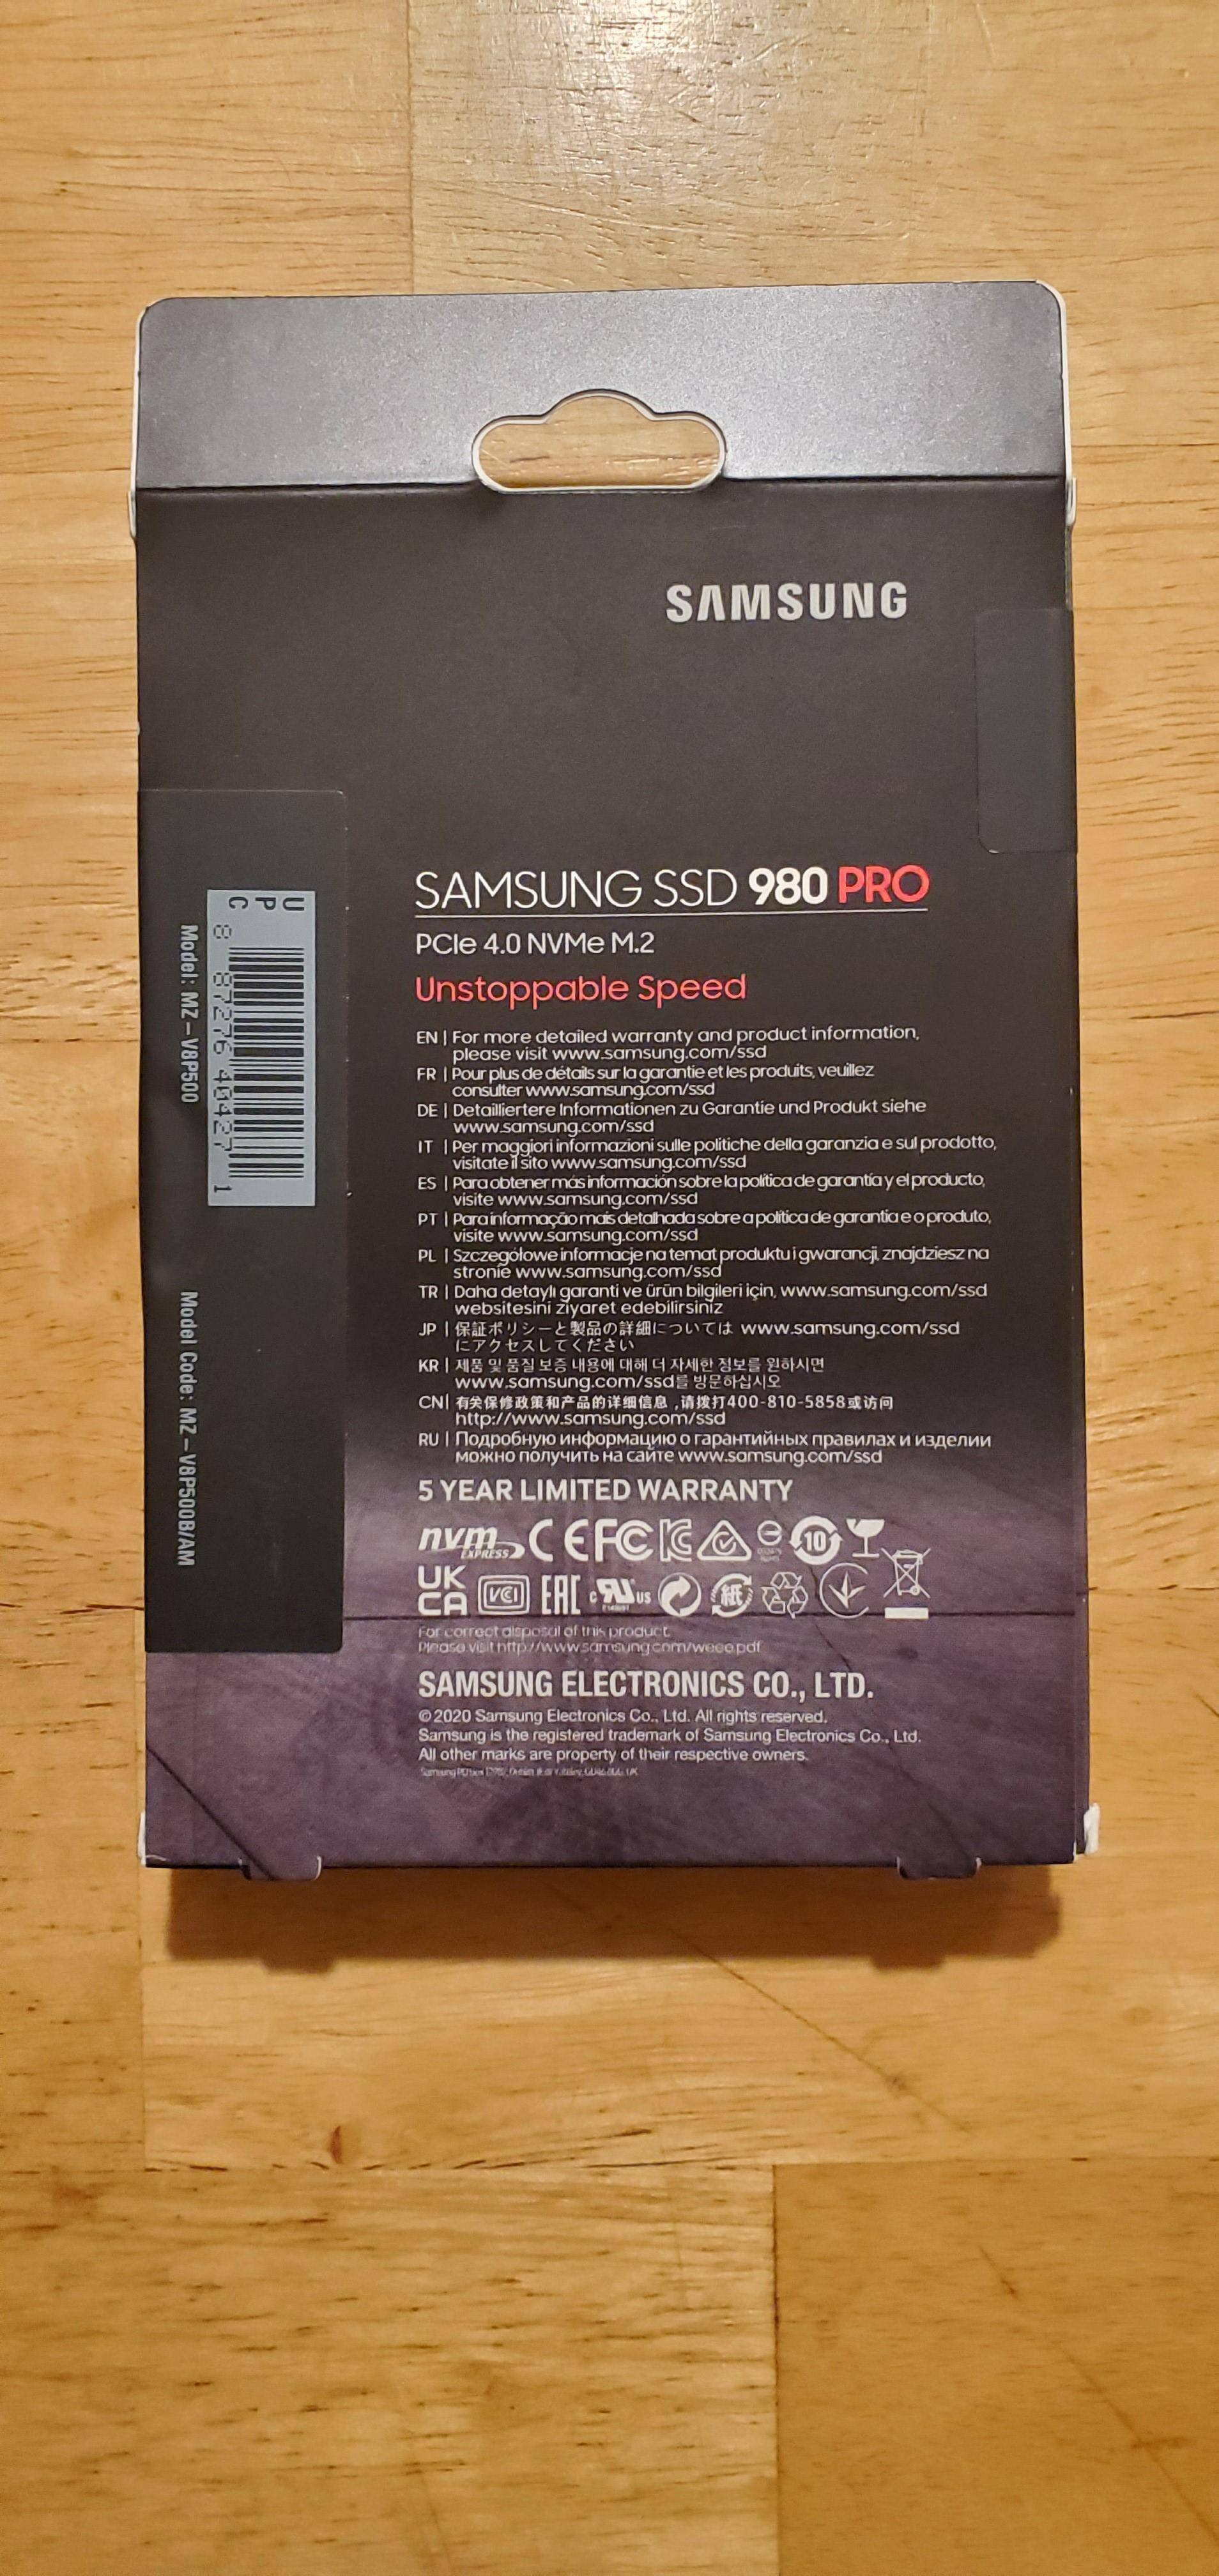 SAMSUNG
SAMSUNG SSD 980 PRO
PCIe 4.0 NVMe M.2
Unstoppable Speed
EN | For more detailed warranty and product information,
please visit www.samsung.com/ssd
FR | Pour plus de détails sur la garantie et les produits, veuillez
consulter www.samsung.com/ssd
DE | Detailliertere Informationen zu Garantie und Produkt siehe
www.samsung.com/ssd
IT | Per maggiori informazioni sulle politiche della garanzia e sul prodotto,
visitate il sito www.samsung.com/ssd
ES | Para obtener más información sobre la política de garantía y el producto,
visite www.samsung.com/ssd
PT | Para informação mais detalhada sobre a política de garantia e o produto,
visite www.samsung.com/ssd
PL | Szczegółowe informacje na temat produktu i gwarancji, znajdziesz na
stronie www.samsung.com/ssd
TR | Daha detaylı garanti ve ürün bilgileri için, www.samsung.com/ssd
websitesini ziyaret edebilirsiniz
JP | 保証ポリシーと製品の詳細については www.samsung.com/ssd
にアクセスしてください
KR | 제품 및 품질 보증 내용에 대해 더 자세한 정보를 원하시면
www.samsung.com/ssd를 방문하십시오
CN | 有关保修政策和产品的详细信息,请拨打400-810-5858或访问
http://www.samsung.com/ssd
RU | Подробную информацию о гарантийных правилах и изделии
можно получить на сайте www.samsung.com/ssd
5 YEAR LIMITED WARRANTY
nvm EXPRESS CE FC KC 10
UK CA VCI EAC c RU us 紙
For correct disposal of this product
Please visit http://www.samsung.com/weee.pdf
SAMSUNG ELECTRONICS CO., LTD.
© 2020 Samsung Electronics Co., Ltd. All rights reserved.
Samsung is the registered trademark of Samsung Electronics Co., Ltd.
All other marks are property of their respective owners.
UPC
8 87276 40427 1
Model: MZ-V8P500
Model Code: MZ-V8P500B/AM